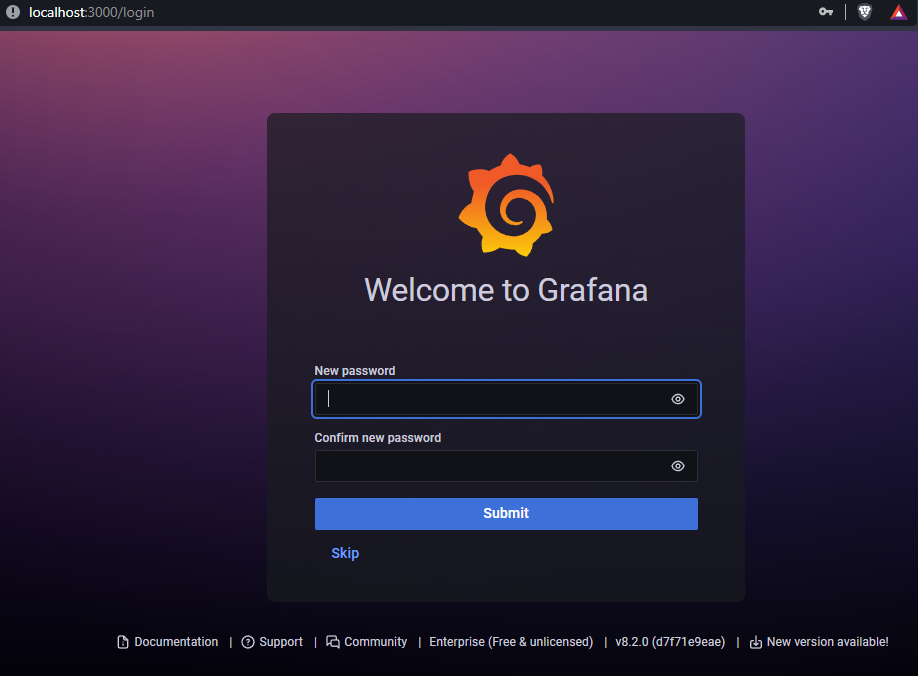 localhost:3000/login
Welcome to Grafana
New password
Confirm new password
Submit
Skip
Documentation | Support | Community | Enterprise (Free & unlicensed) | v8.2.0 (d7f71e9eae) | New version available!